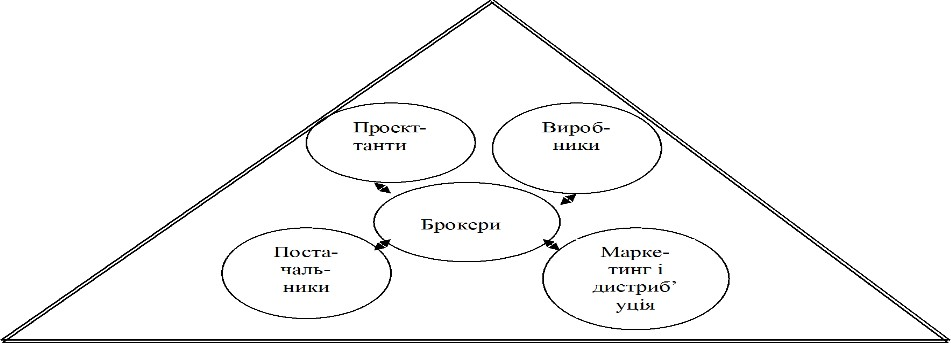 Проєкт-
танти
Вироб-
ники
Брокери
Поста-
чаль-
ники
Марке-
тинг і
дистриб’
уція